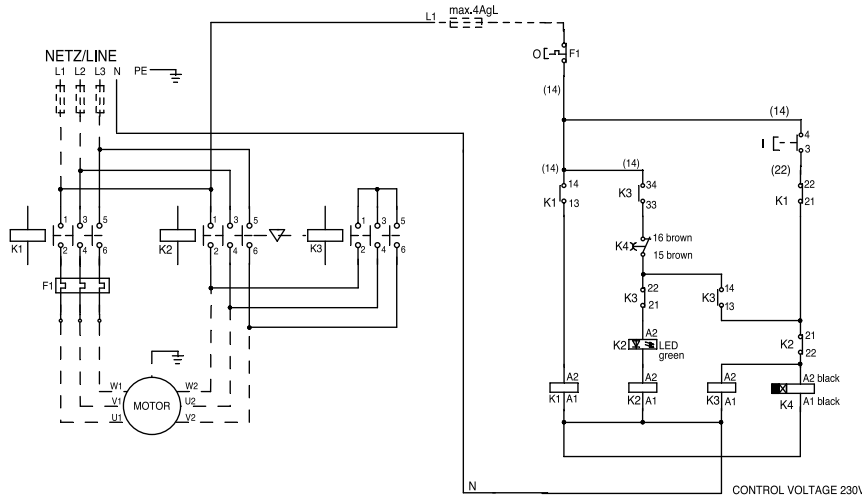 L1 max.4AgL
NETZ/LINE
L1 L2 L3 N PE
O F1
(14)
(14)
I 4
3
(14) (14) (22)
K1 14
13
K3 34
33
K1 22
21
K1 1 3 5
2 4 6
K2 1 3 5
2 4 6
K3 1 3 5
2 4 6
K4 16 brown
15 brown
F1
K3 22
21
K3 14
13
K2 21
22
A2
K2 LED
green
W1 W2
V1 MOTOR U2
U1 V2
K1 A2
A1
K2 A2
A1
K3 A2
A1
K4 A2 black
A1 black
N
CONTROL VOLTAGE 230V